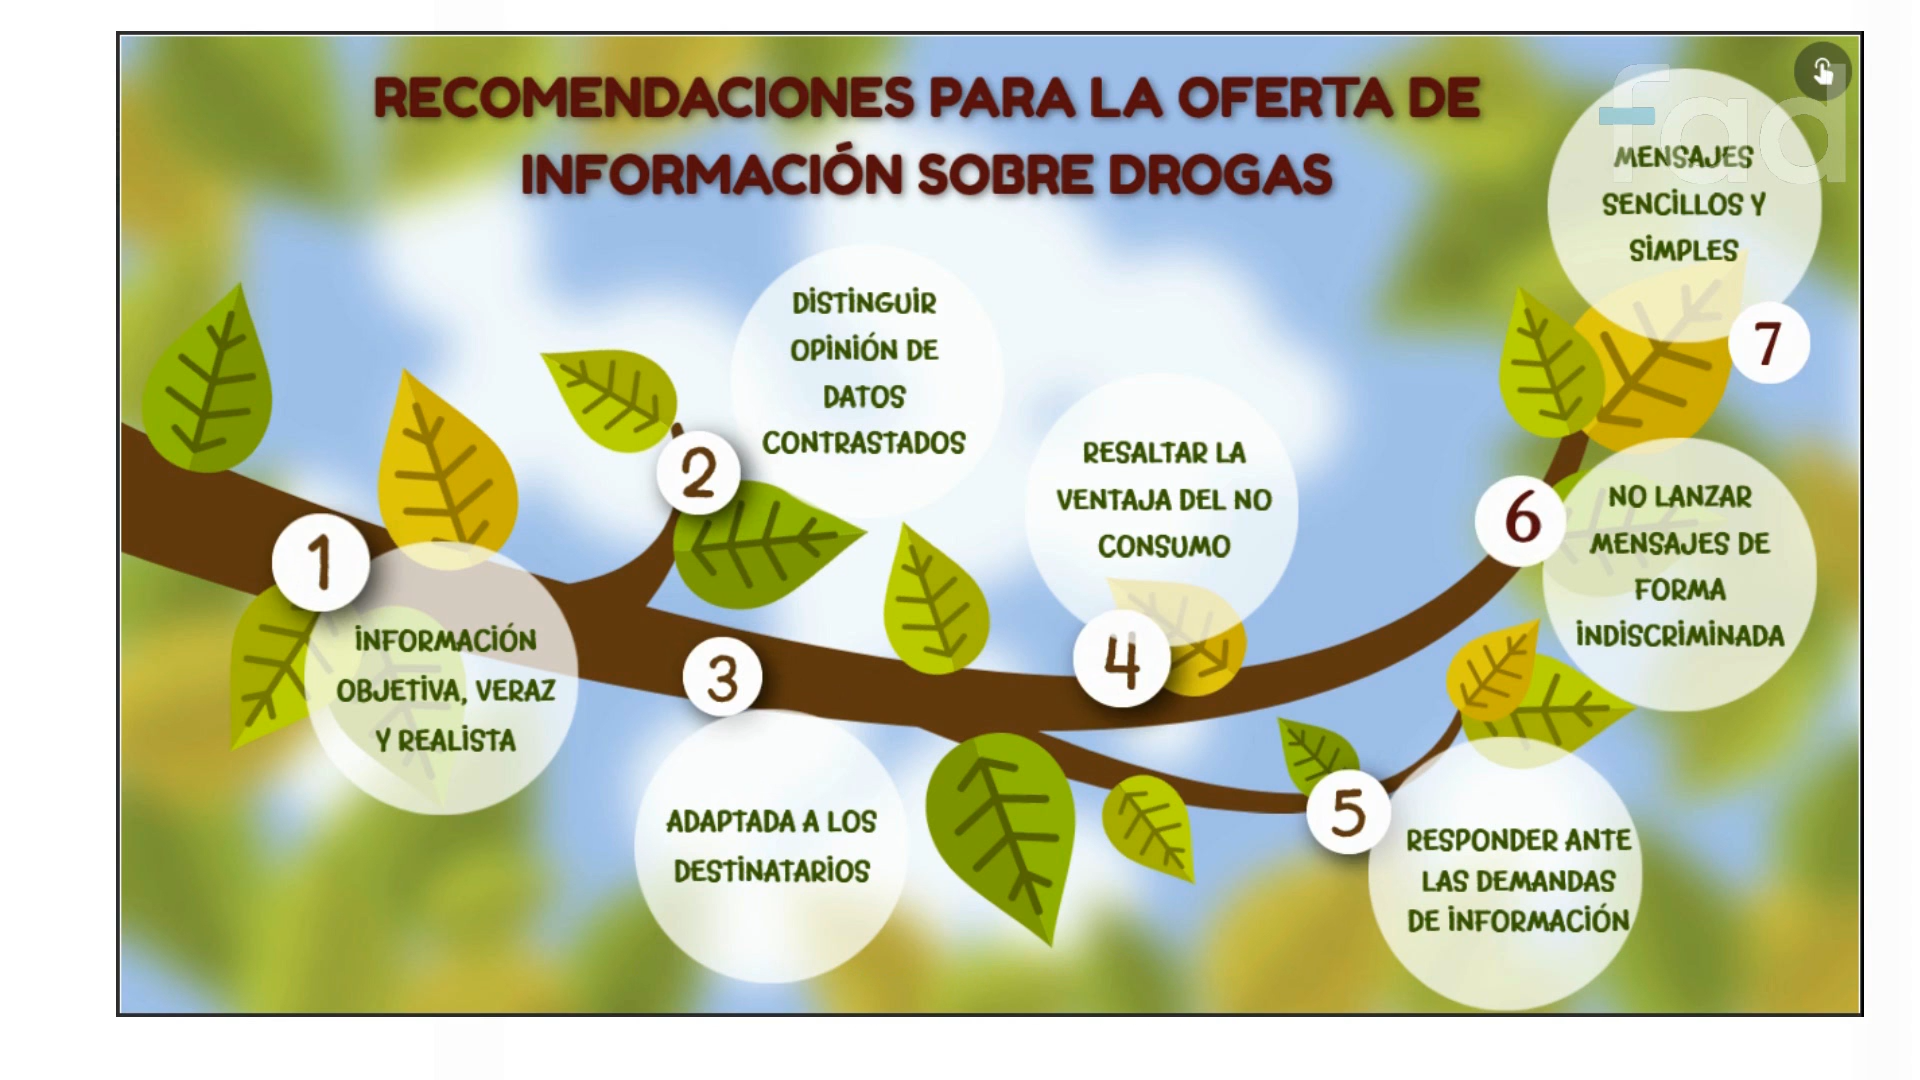 RECOMENDACIONES PARA LA OFERTA DE
INFORMACIÓN SOBRE DROGAS
1
INFORMACIÓN
OBJETIVA, VERAZ
Y REALISTA
2
DISTINGUIR
OPINIÓN DE
DATOS
CONTRASTADOS
3
ADAPTADA A LOS
DESTINATARIOS
4
RESALTAR LA
VENTAJA DEL NO
CONSUMO
5
RESPONDER ANTE
LAS DEMANDAS
DE INFORMACIÓN
6
NO LANZAR
MENSAJES DE
FORMA
INDISCRIMINADA
7
MENSAJES
SENCILLOS Y
SIMPLES
fad